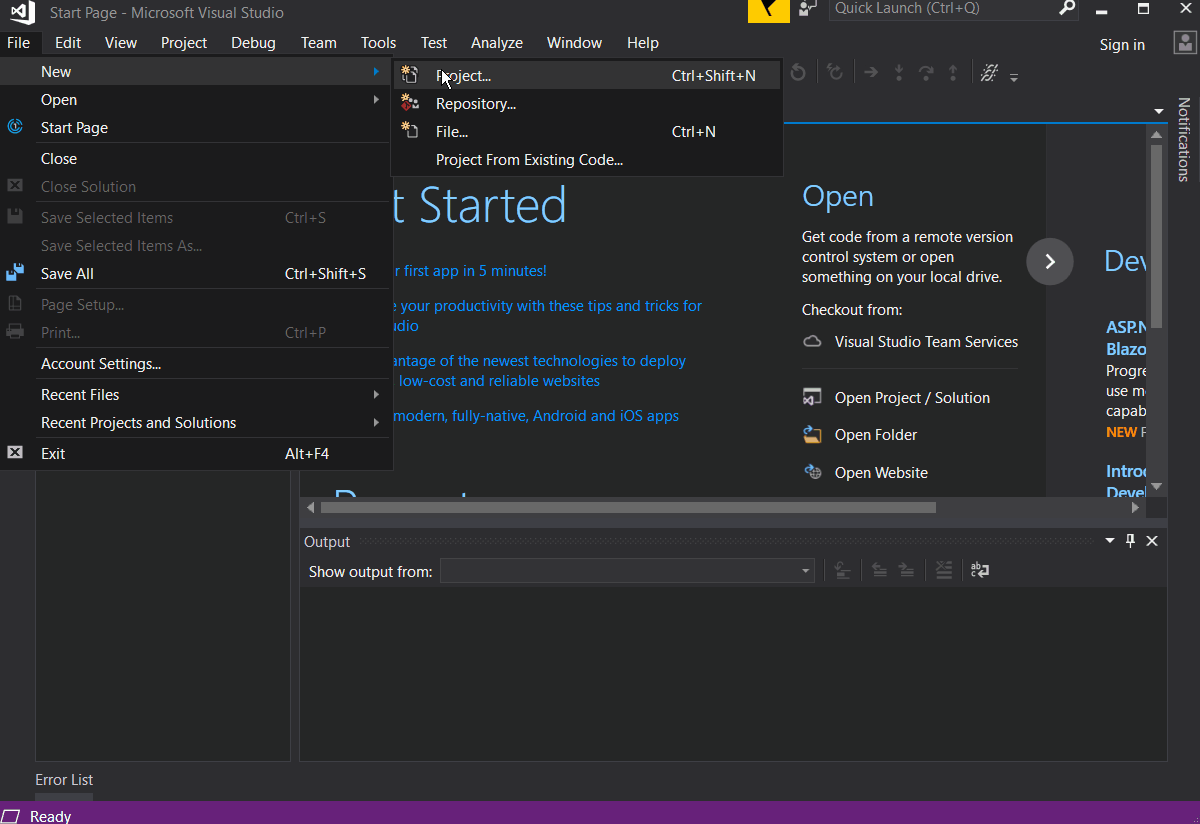 Start Page - Microsoft Visual Studio
Quick Launch (Ctrl+Q)
File Edit View Project Debug Team Tools Test Analyze Window Help
Sign in
New
Open
Start Page
Close
Close Solution
Save Selected Items Ctrl+S
Save Selected Items As...
Save All Ctrl+Shift+S
Page Setup...
Print... Ctrl+P
Account Settings...
Recent Files
Recent Projects and Solutions
Exit Alt+F4
Project... Ctrl+Shift+N
Repository...
File... Ctrl+N
Project From Existing Code...
Notifications
t Started
r first app in 5 minutes!
e your productivity with these tips and tricks for
udio
antage of the newest technologies to deploy
low-cost and reliable websites
modern, fully-native, Android and iOS apps
Open
Get code from a remote version
control system or open
something on your local drive.
Checkout from:
Visual Studio Team Services
Open Project / Solution
Open Folder
Open Website
Dev
ASP.N
Blazo
Progre
use m
capab
NEW
Introd
Deve
Output
Show output from:
Error List
Ready